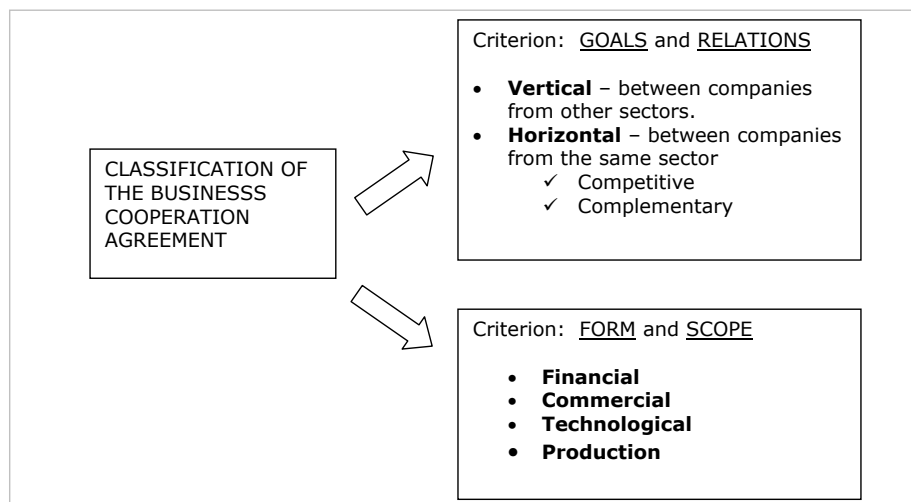 CLASSIFICATION OF
THE BUSINESSS
COOPERATION
AGREEMENT
Criterion: GOALS and RELATIONS
• Vertical – between companies
from other sectors.
• Horizontal – between companies
from the same sector
✓ Competitive
✓ Complementary
Criterion: FORM and SCOPE
• Financial
• Commercial
• Technological
• Production